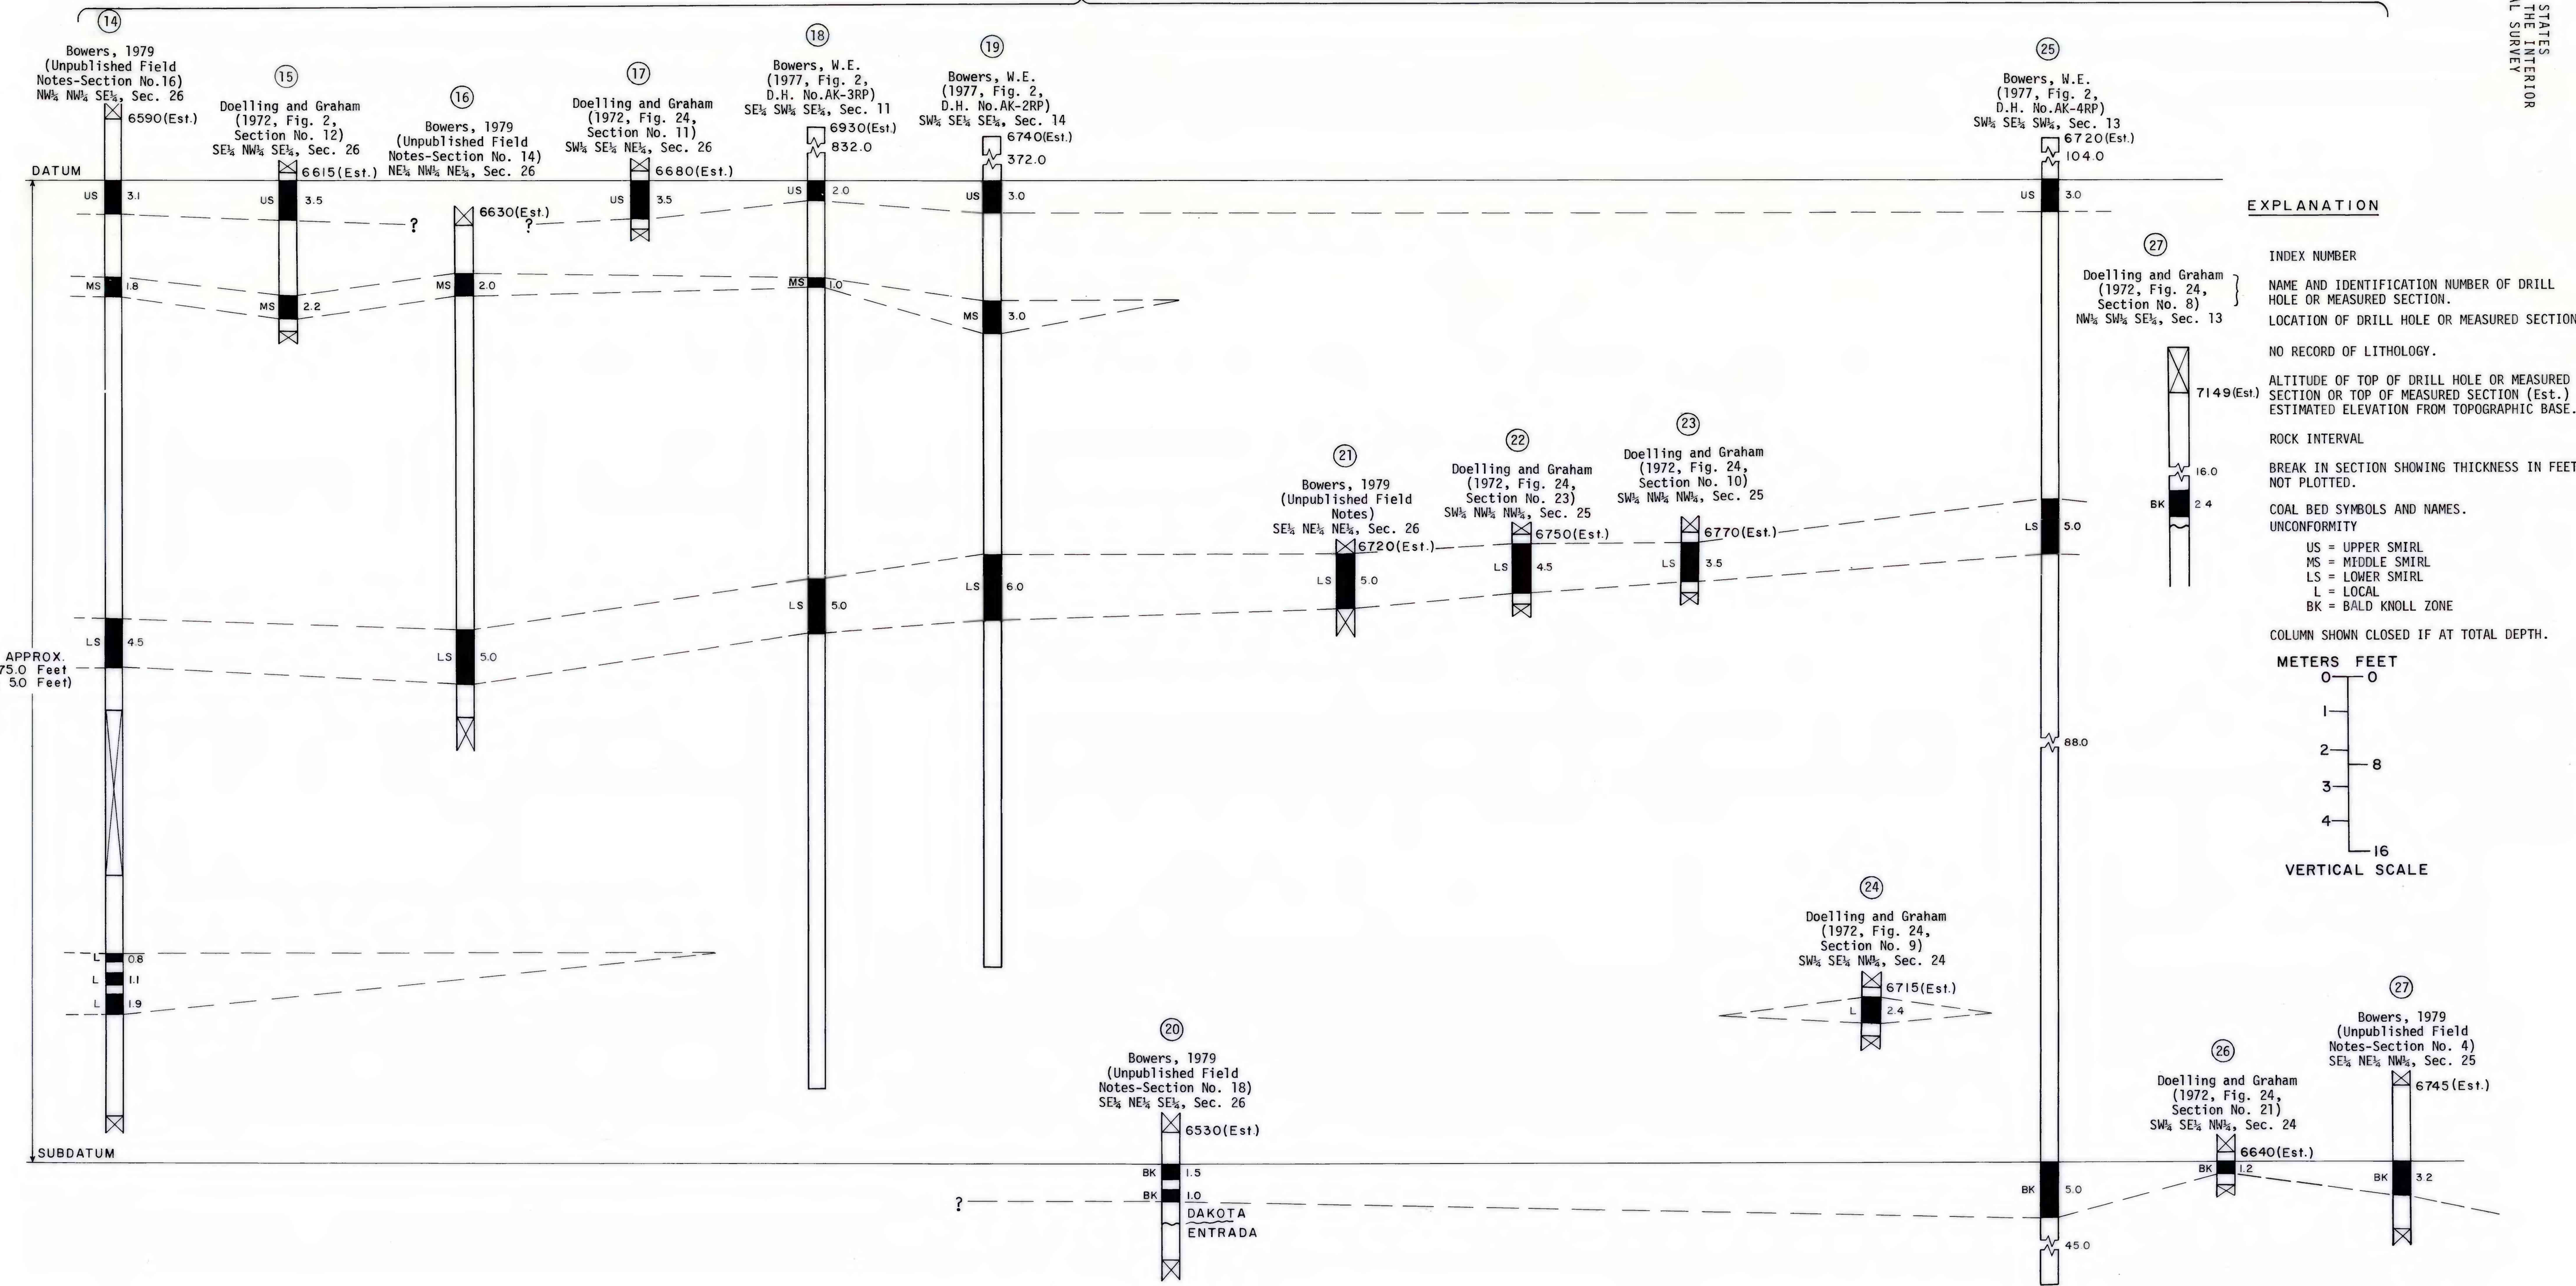 STATES
THE INTERIOR
AL SURVEY
14
Bowers, 1979
(Unpublished Field
Notes-Section No.16)
NW¼ NW¼ SE¼, Sec. 26
6590(Est.)
15
Doelling and Graham
(1972, Fig. 2,
Section No. 12)
SE¼ NW¼ SE¼, Sec. 26
6615(Est.)
16
Bowers, 1979
(Unpublished Field
Notes-Section No. 14)
NE¼ NW¼ NE¼, Sec. 26
6630(Est.)
17
Doelling and Graham
(1972, Fig. 24,
Section No. 11)
SW¼ SE¼ NE¼, Sec. 26
6680(Est.)
18
Bowers, W.E.
(1977, Fig. 2,
D.H. No.AK-3RP)
SE¼ SW¼ SE¼, Sec. 11
6930(Est.)
832.0
19
Bowers, W.E.
(1977, Fig. 2,
D.H. No.AK-2RP)
SW¼ SE¼ SE¼, Sec. 14
6740(Est.)
372.0
25
Bowers, W.E.
(1977, Fig. 2,
D.H. No.AK-4RP)
SW¼ SE¼ SW¼, Sec. 13
6720(Est.)
104.0
DATUM
US 3.1
US 3.5
?
?
US 3.5
US 2.0
US 3.0
US 3.0
MS 1.8
MS 2.2
MS 2.0
MS 1.0
MS 3.0
21
Bowers, 1979
(Unpublished Field
Notes)
SE¼ NE¼ NE¼, Sec. 26
6720(Est.)
22
Doelling and Graham
(1972, Fig. 24,
Section No. 23)
SW¼ NW¼ NW¼, Sec. 25
6750(Est.)
23
Doelling and Graham
(1972, Fig. 24,
Section No. 10)
SW¼ NW¼ NW¼, Sec. 25
6770(Est.)
LS 4.5
LS 5.0
LS 5.0
LS 6.0
LS 5.0
LS 4.5
LS 3.5
LS 5.0
APPROX.
75.0 Feet
5.0 Feet)
88.0
L 0.8
L 1.1
L 1.9
24
Doelling and Graham
(1972, Fig. 24,
Section No. 9)
SW¼ SE¼ NW¼, Sec. 24
6715(Est.)
L 2.4
20
Bowers, 1979
(Unpublished Field
Notes-Section No. 18)
SE¼ NE¼ SE¼, Sec. 26
6530(Est.)
26
Doelling and Graham
(1972, Fig. 24,
Section No. 21)
SW¼ SE¼ NW¼, Sec. 24
6640(Est.)
27
Bowers, 1979
(Unpublished Field
Notes-Section No. 4)
SE¼ NE¼ NW¼, Sec. 25
6745(Est.)
SUBDATUM
BK 1.5
BK 1.0
?
DAKOTA
ENTRADA
BK 5.0
45.0
BK 1.2
BK 3.2
EXPLANATION
27
INDEX NUMBER
Doelling and Graham
(1972, Fig. 24,
Section No. 8)
NAME AND IDENTIFICATION NUMBER OF DRILL
HOLE OR MEASURED SECTION.
NW¼ SW¼ SE¼, Sec. 13
LOCATION OF DRILL HOLE OR MEASURED SECTION
NO RECORD OF LITHOLOGY.
7149(Est.)
ALTITUDE OF TOP OF DRILL HOLE OR MEASURED
SECTION OR TOP OF MEASURED SECTION (Est.)
ESTIMATED ELEVATION FROM TOPOGRAPHIC BASE.
ROCK INTERVAL
16.0
BREAK IN SECTION SHOWING THICKNESS IN FEET
NOT PLOTTED.
BK 2 4
COAL BED SYMBOLS AND NAMES.
UNCONFORMITY
US = UPPER SMIRL
MS = MIDDLE SMIRL
LS = LOWER SMIRL
L = LOCAL
BK = BALD KNOLL ZONE
COLUMN SHOWN CLOSED IF AT TOTAL DEPTH.
METERS FEET
0 0
1
2
8
3
4
16
VERTICAL SCALE